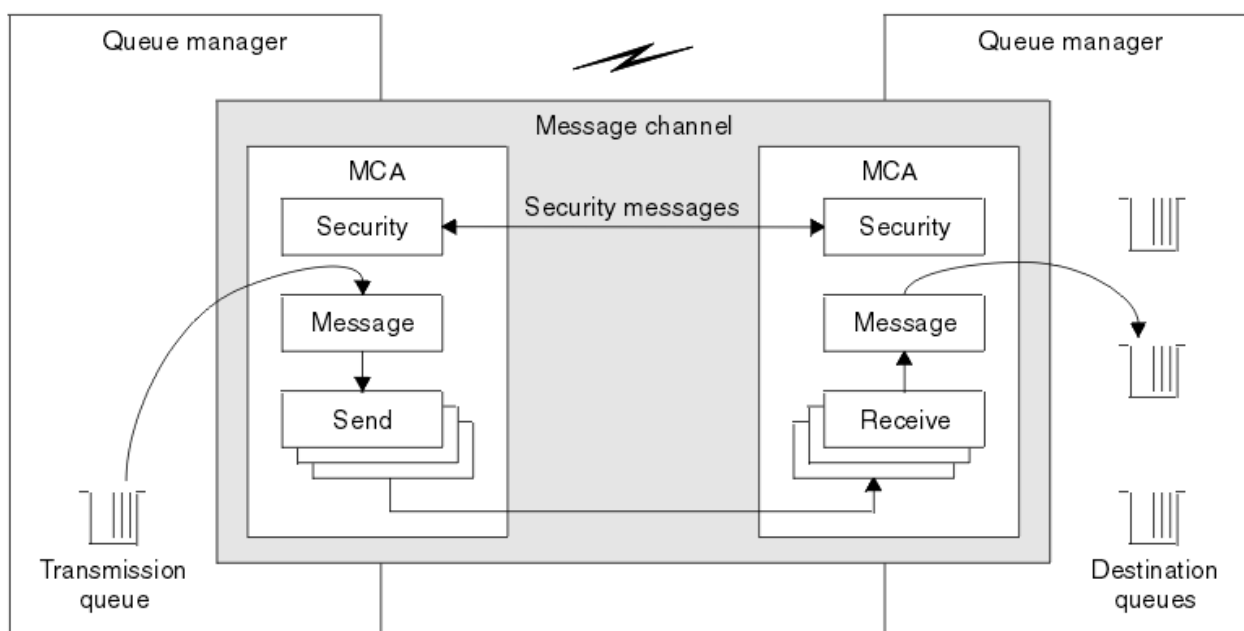 Queue manager
Queue manager
Message channel
MCA
MCA
Security
Security messages
Security
Message
Message
Send
Receive
Transmission
queue
Destination
queues